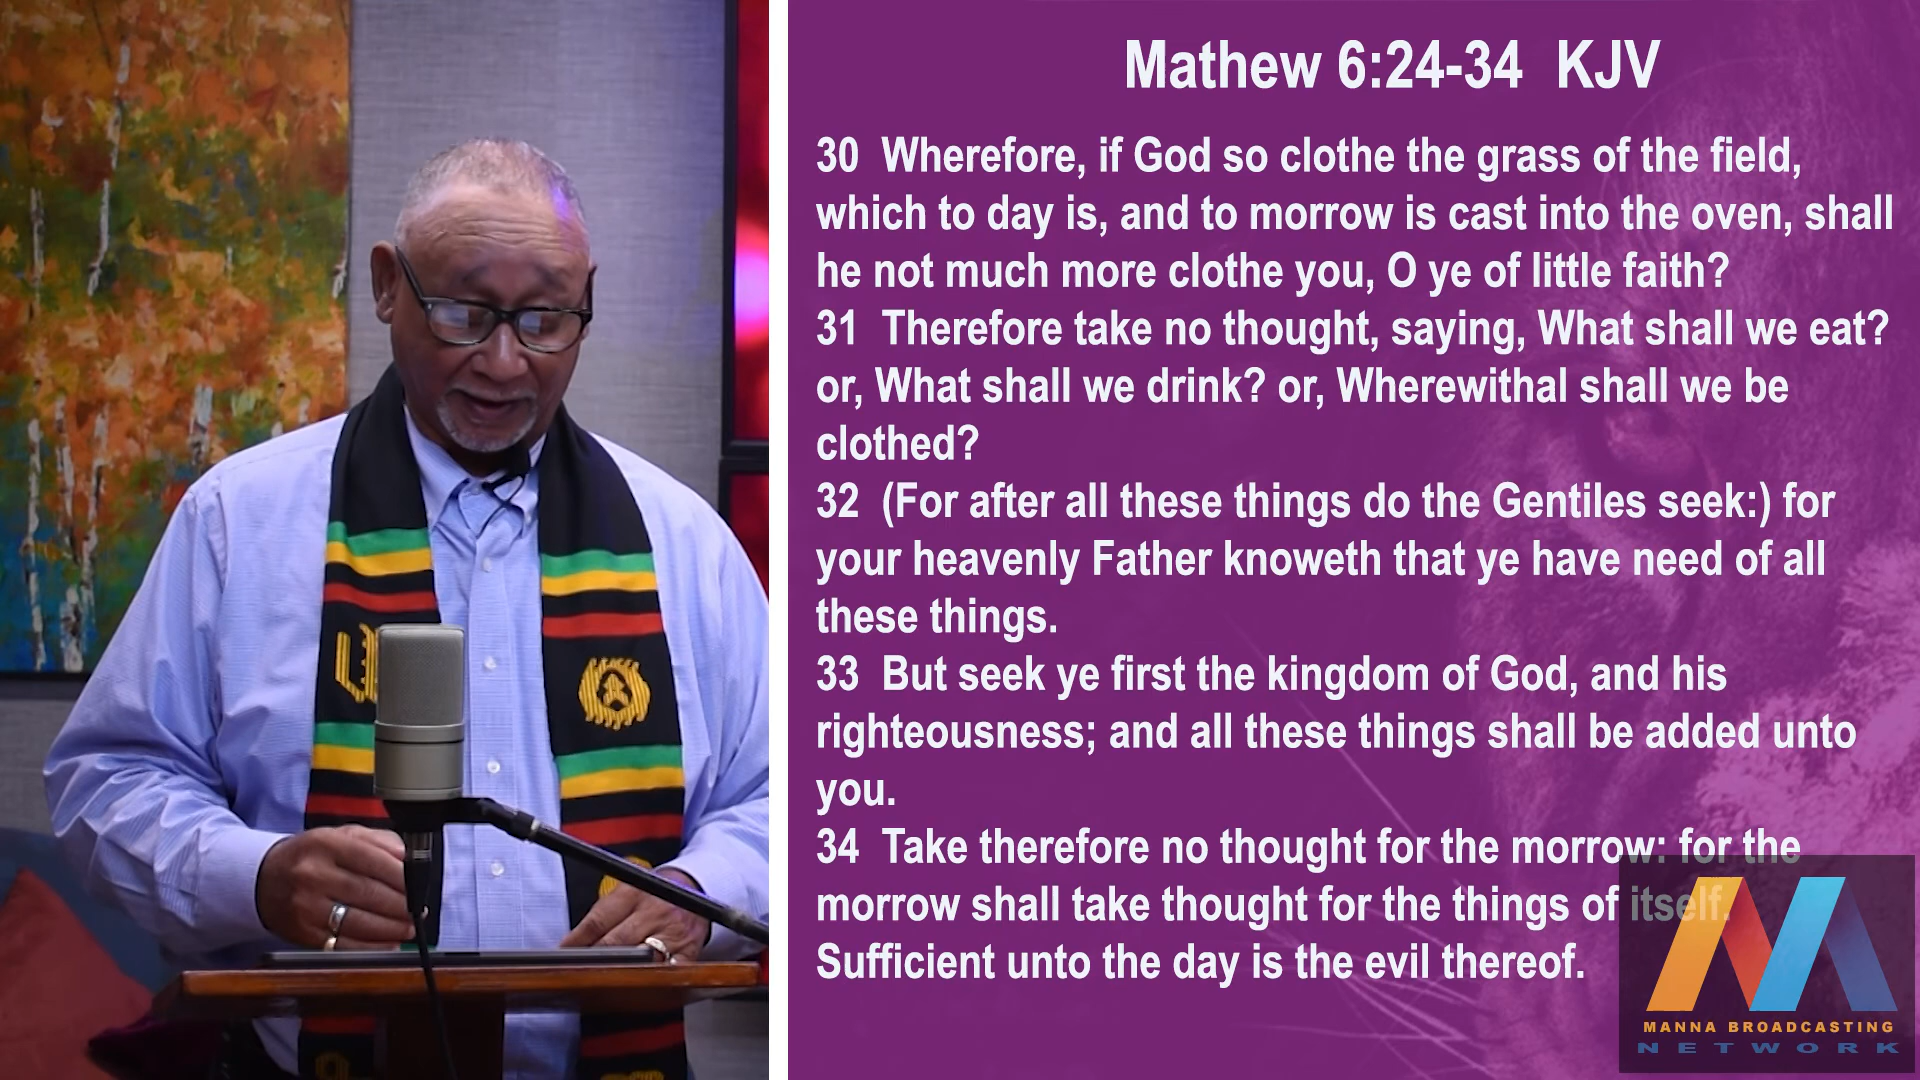 Mathew 6:24-34 KJV
30 Wherefore, if God so clothe the grass of the field,
which to day is, and to morrow is cast into the oven, shall
he not much more clothe you, O ye of little faith?
31 Therefore take no thought, saying, What shall we eat?
or, What shall we drink? or, Wherewithal shall we be
clothed?
32 (For after all these things do the Gentiles seek:) for
your heavenly Father knoweth that ye have need of all
these things.
33 But seek ye first the kingdom of God, and his
righteousness; and all these things shall be added unto
you.
34 Take therefore no thought for the morrow: for the
morrow shall take thought for the things of itself.
Sufficient unto the day is the evil thereof.
MANNA BROADCASTING
NETWORK